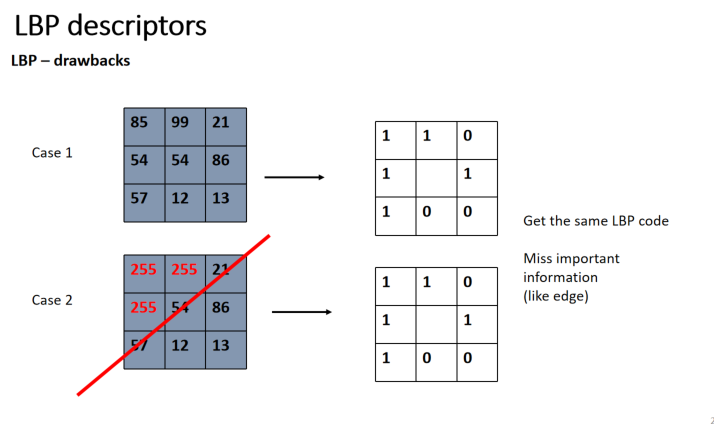 LBP descriptors
LBP – drawbacks
Case 1
85 99 21
54 54 86
57 12 13
1 1 0
1 1
1 0 0
Get the same LBP code
Miss important
information
(like edge)
Case 2
255 255 21
255 54 86
57 12 13
1 1 0
1 1
1 0 0
2